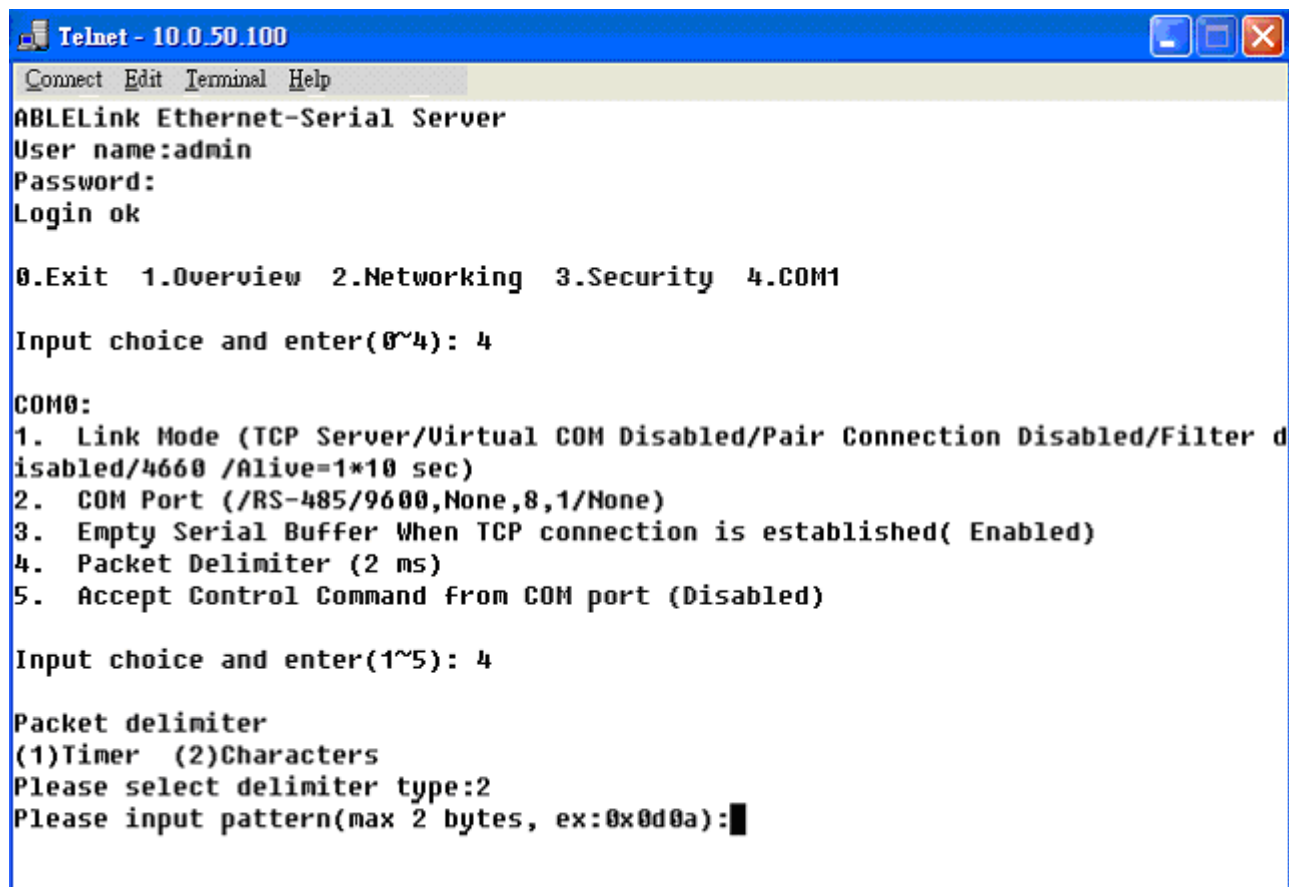 Telnet - 10.0.50.100
Connect Edit Terminal Help
ABLELink Ethernet-Serial Server
User name:admin
Password:
Login ok
0.Exit  1.Overview  2.Networking  3.Security  4.COM1
Input choice and enter(0~4): 4
COM0:
1.  Link Mode (TCP Server/Virtual COM Disabled/Pair Connection Disabled/Filter d
isabled/4660 /Alive=1*10 sec)
2.  COM Port (/RS-485/9600,None,8,1/None)
3.  Empty Serial Buffer When TCP connection is established( Enabled)
4.  Packet Delimiter (2 ms)
5.  Accept Control Command from COM port (Disabled)
Input choice and enter(1~5): 4
Packet delimiter
(1)Timer  (2)Characters
Please select delimiter type:2
Please input pattern(max 2 bytes, ex:0x0d0a):